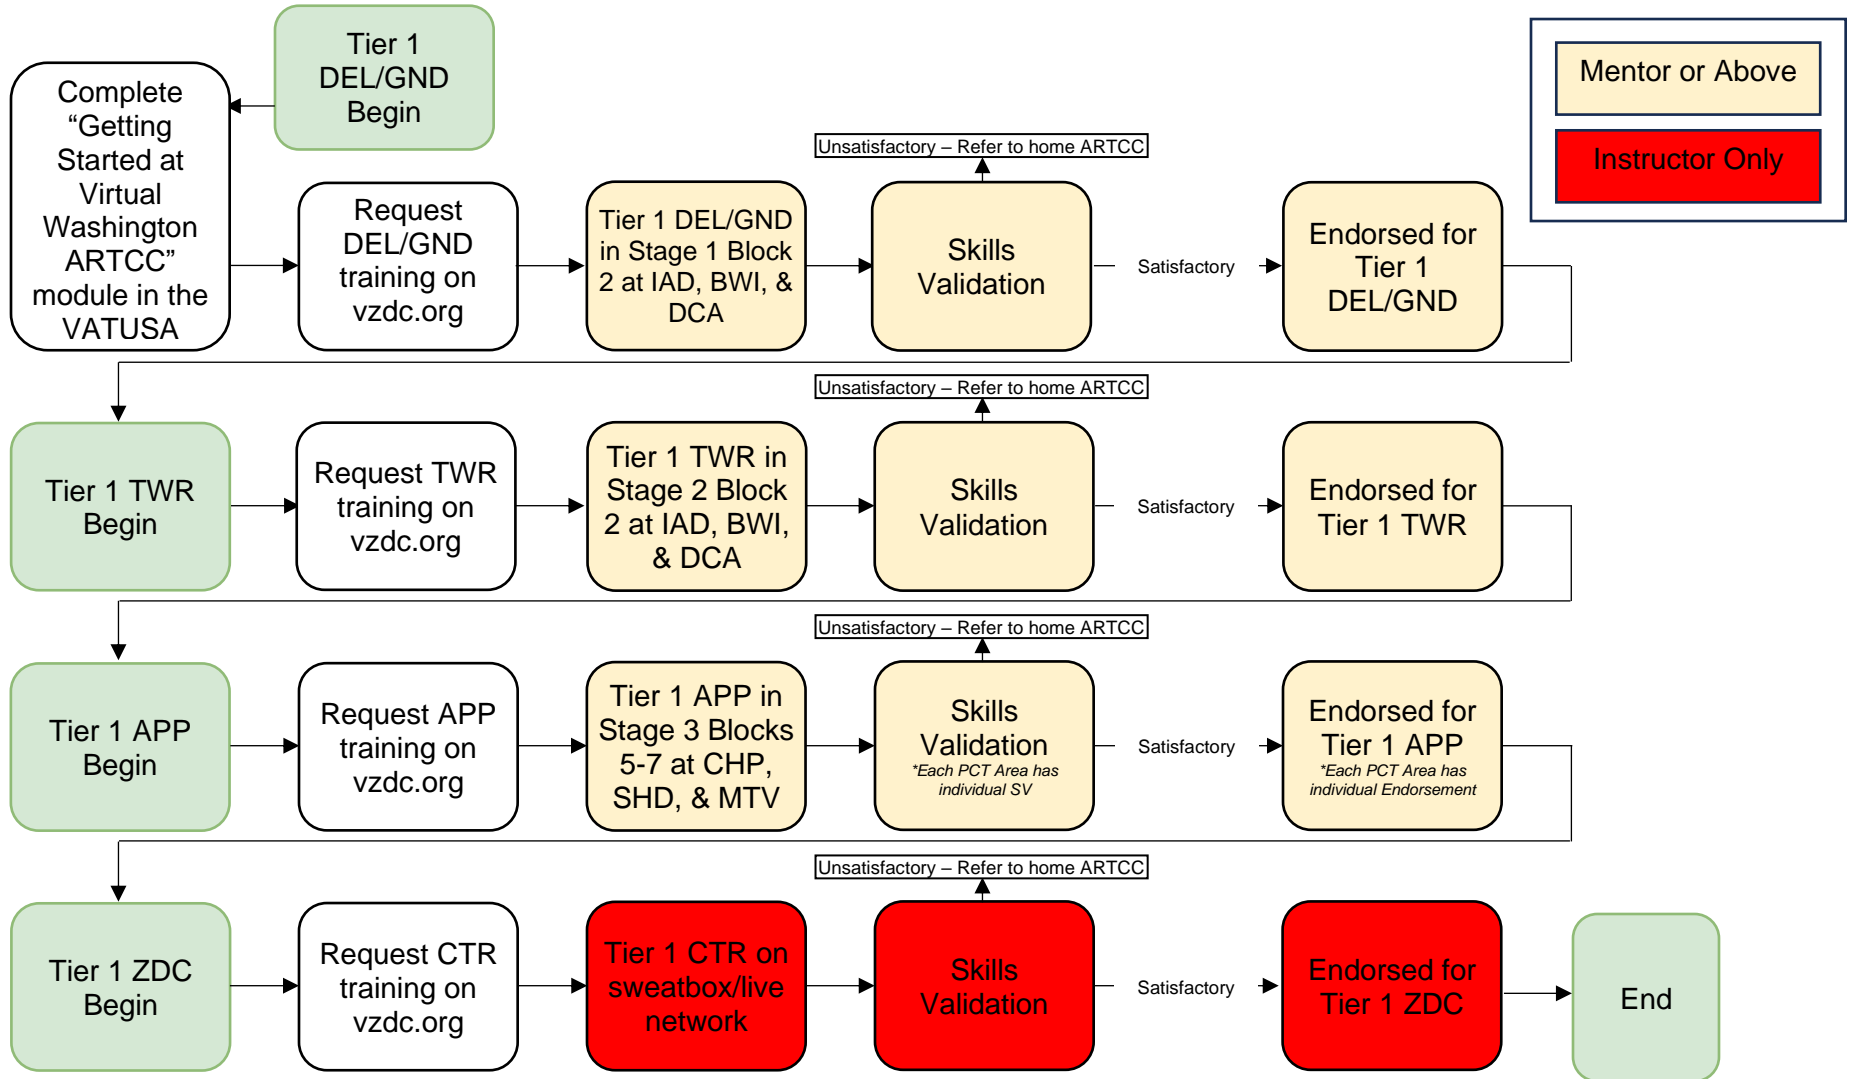 Tier 1
DEL/GND
Begin
Complete
“Getting
Started at
Virtual
Washington
ARTCC”
module in the
VATUSA
Request
DEL/GND
training on
vzdc.org
Tier 1 DEL/GND
in Stage 1 Block
2 at IAD, BWI, &
DCA
Unsatisfactory – Refer to home ARTCC
Skills
Validation
Satisfactory
Endorsed for
Tier 1
DEL/GND
Mentor or Above
Instructor Only
Tier 1 TWR
Begin
Request TWR
training on
vzdc.org
Tier 1 TWR in
Stage 2 Block
2 at IAD, BWI,
& DCA
Unsatisfactory – Refer to home ARTCC
Skills
Validation
Satisfactory
Endorsed for
Tier 1 TWR
Tier 1 APP
Begin
Request APP
training on
vzdc.org
Tier 1 APP in
Stage 3 Blocks
5-7 at CHP,
SHD, & MTV
Unsatisfactory – Refer to home ARTCC
Skills
Validation
*Each PCT Area has
individual SV
Satisfactory
Endorsed for
Tier 1 APP
*Each PCT Area has
individual Endorsement
Tier 1 ZDC
Begin
Request CTR
training on
vzdc.org
Tier 1 CTR on
sweatbox/live
network
Unsatisfactory – Refer to home ARTCC
Skills
Validation
Satisfactory
Endorsed for
Tier 1 ZDC
End